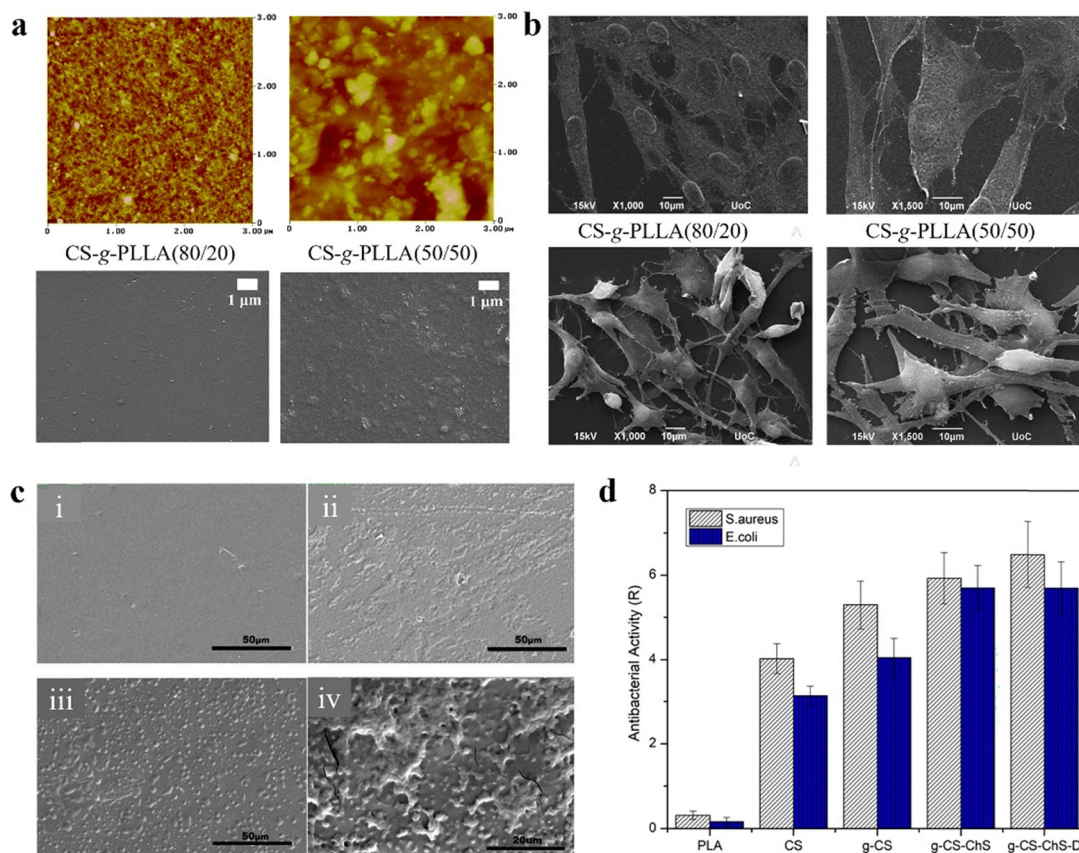 a
3.00
2.00
1.00
0
0 1.00 2.00 3.00 μm
3.00
2.00
1.00
0
0 1.00 2.00 3.00 μm
CS-g-PLLA(80/20) CS-g-PLLA(50/50)
1 μm
1 μm
b
15kV X1,000 10μm UoC
15kV X1,500 10μm UoC
CS-g-PLLA(80/20) CS-g-PLLA(50/50)
15kV X1,000 10μm UoC
15kV X1,500 10μm UoC
c
i
50μm
ii
50μm
iii
50μm
iv
20um
d
8
6
4
2
0
Antibacterial Activity (R)
S.aureus
E.coli
PLA CS g-CS g-CS-ChS g-CS-ChS-D